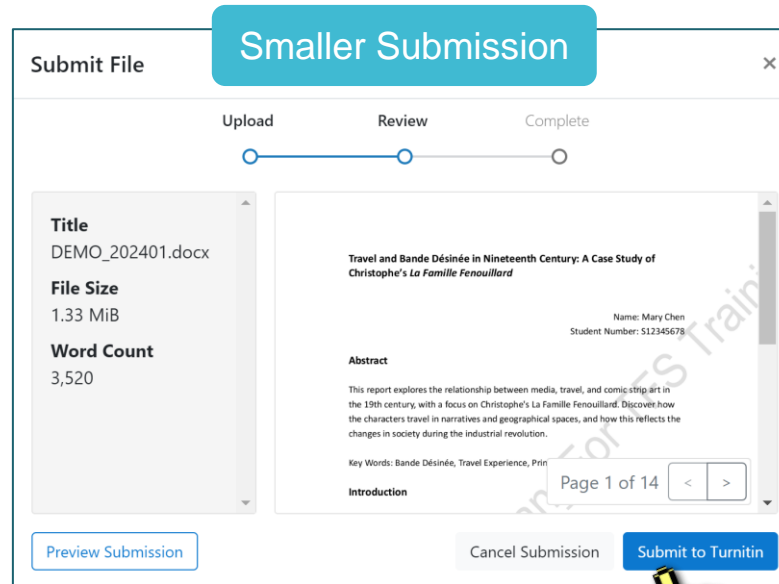 Smaller Submission
Submit File
×
Upload Review Complete
Title
DEMO_202401.docx
File Size
1.33 MiB
Word Count
3,520
Travel and Bande Désinée in Nineteenth Century: A Case Study of
Christophe's La Famille Fenouillard
Name: Mary Chen
Student Number: S12345678
Abstract
This report explores the relationship between media, travel, and comic strip art in
the 19th century, with a focus on Christophe's La Famille Fenouillard. Discover how
the characters travel in narratives and geographical spaces, and how this reflects the
changes in society during the industrial revolution.
Key Words: Bande Désinée, Travel Experience, Prin
Introduction
For TFS Traini
Page 1 of 14 < >
Preview Submission
Cancel Submission
Submit to Turnitin